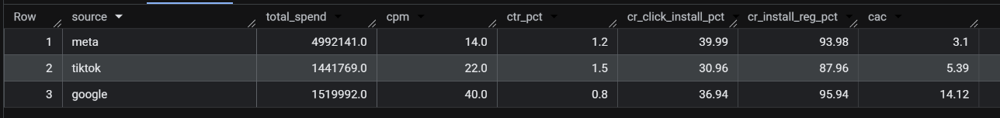 Row source total_spend cpm ctr_pct cr_click_install_pct cr_install_reg_pct cac
1 meta 4992141.0 14.0 1.2 39.99 93.98 3.1
2 tiktok 1441769.0 22.0 1.5 30.96 87.96 5.39
3 google 1519992.0 40.0 0.8 36.94 95.94 14.12